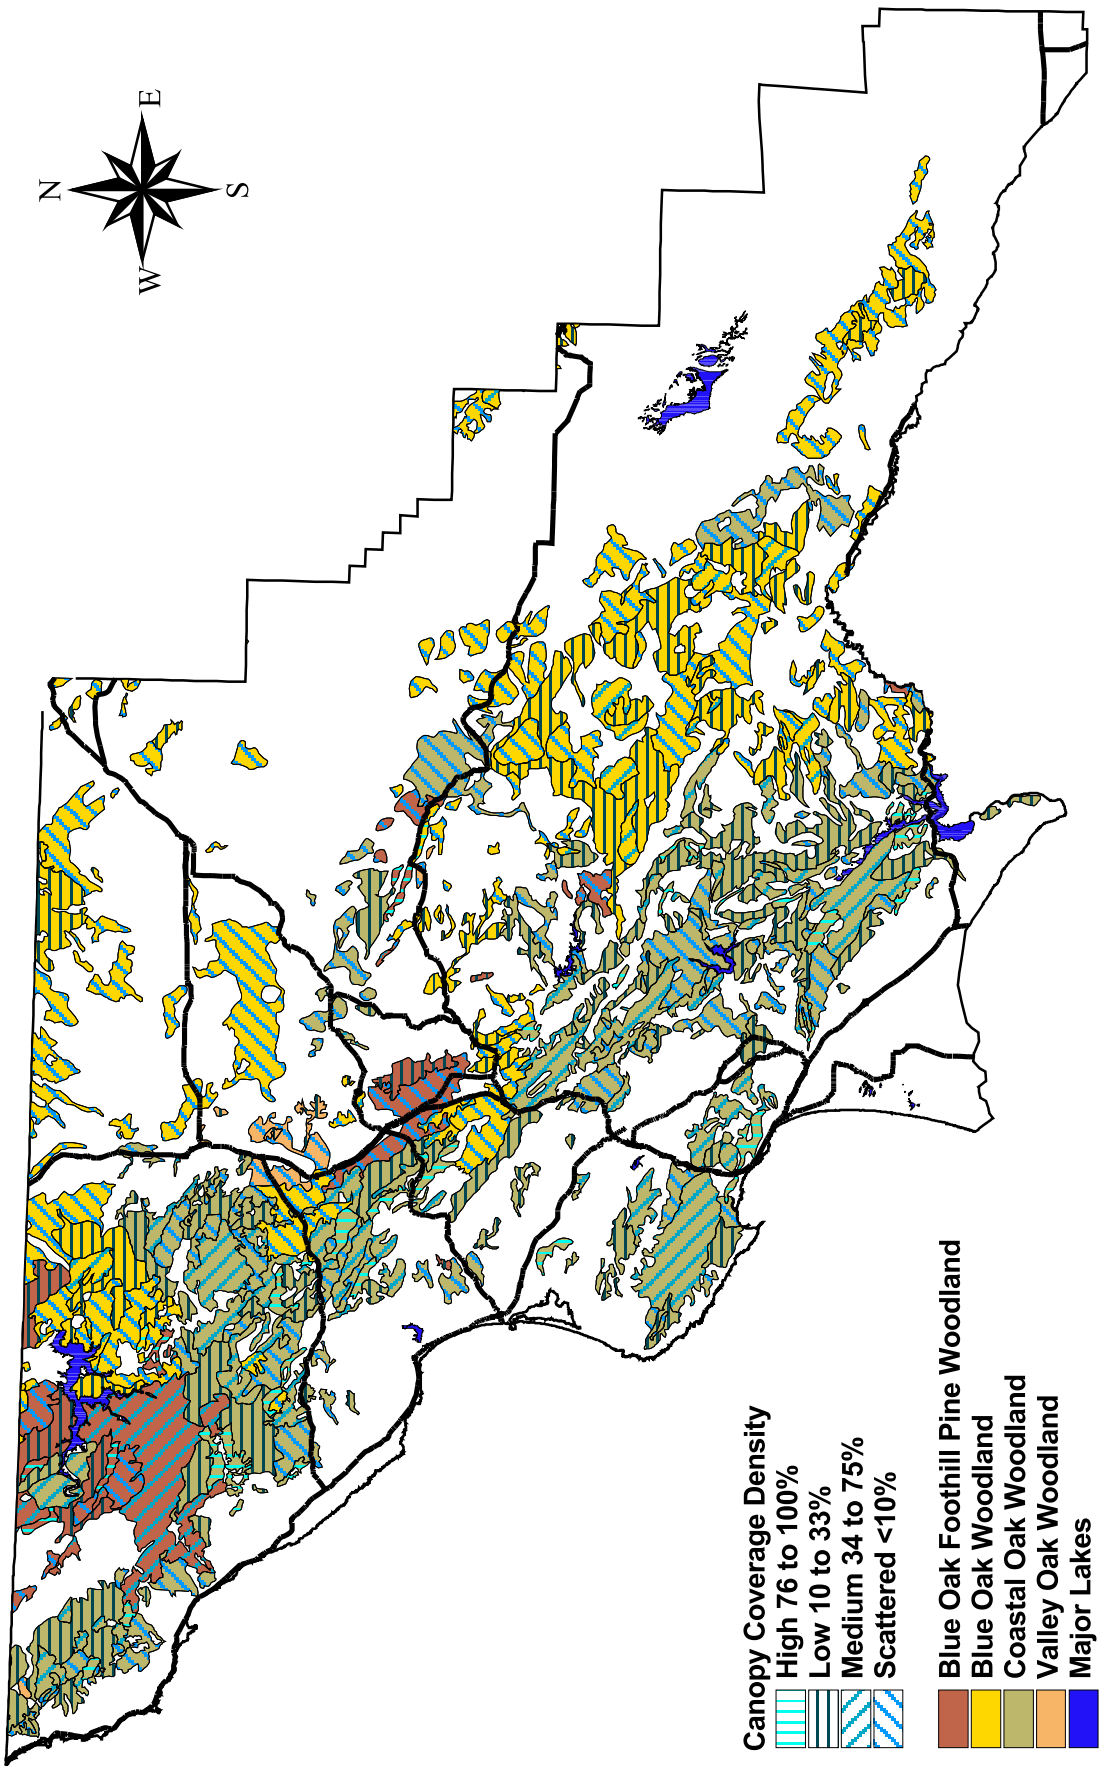 N
E
W
S
Canopy Coverage Density
High 76 to 100%
Low 10 to 33%
Medium 34 to 75%
Scattered <10%
Blue Oak Foothill Pine Woodland
Blue Oak Woodland
Coastal Oak Woodland
Valley Oak Woodland
Major Lakes